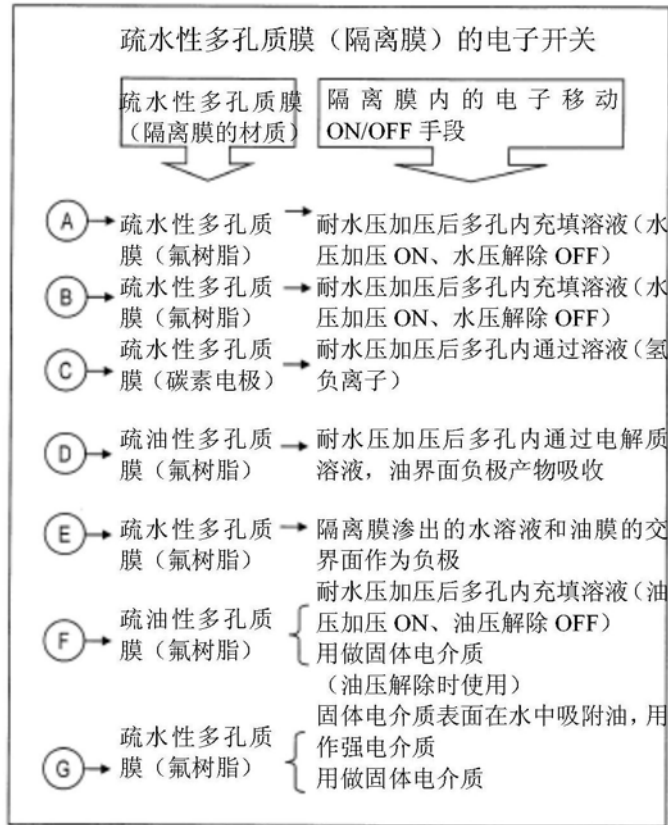 疏水性多孔质膜（隔离膜）的电子开关
疏水性多孔质膜
（隔离膜的材质）
隔离膜内的电子移动
ON/OFF 手段
A
疏水性多孔质
膜（氟树脂）
耐水压加压后多孔内充填溶液（水
压加压 ON、水压解除 OFF）
B
疏水性多孔质
膜（氟树脂）
耐水压加压后多孔内充填溶液（水
压加压 ON、水压解除 OFF）
C
疏水性多孔质
膜（碳素电极）
耐水压加压后多孔内通过溶液（氢
负离子）
D
疏油性多孔质
膜（氟树脂）
耐水压加压后多孔内通过电解质
溶液，油界面负极产物吸收
E
疏水性多孔质
膜（氟树脂）
隔离膜渗出的水溶液和油膜的交
界面作为负极
F
疏油性多孔质
膜（氟树脂）
耐水压加压后多孔内充填溶液（油
压加压 ON、油压解除 OFF）
用做固体电介质
（油压解除时使用）
G
疏水性多孔质
膜（氟树脂）
固体电介质表面在水中吸附油，用
作强电介质
用做固体电介质